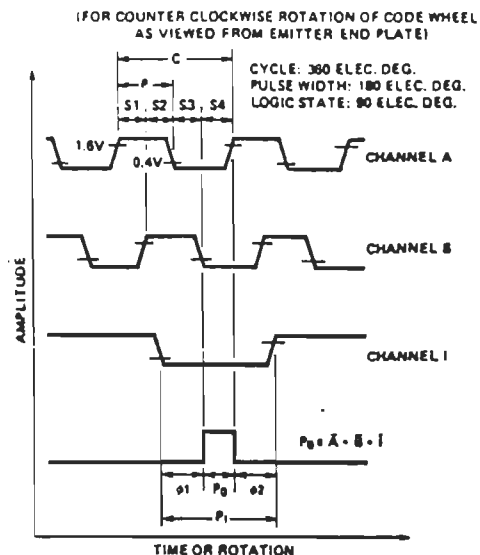 (FOR COUNTER CLOCKWISE ROTATION OF CODE WHEEL
AS VIEWED FROM EMITTER END PLATE)
CYCLE: 360 ELEC. DEG.
PULSE WIDTH: 180 ELEC. DEG.
LOGIC STATE: 90 ELEC. DEG.
C
P
S1 S2 S3 S4
1.6V
0.4V
CHANNEL A
CHANNEL B
CHANNEL I
P₀ = Ā · B̄ · Ī
ø1 P₀ ø2
P₁
AMPLITUDE
TIME OR ROTATION